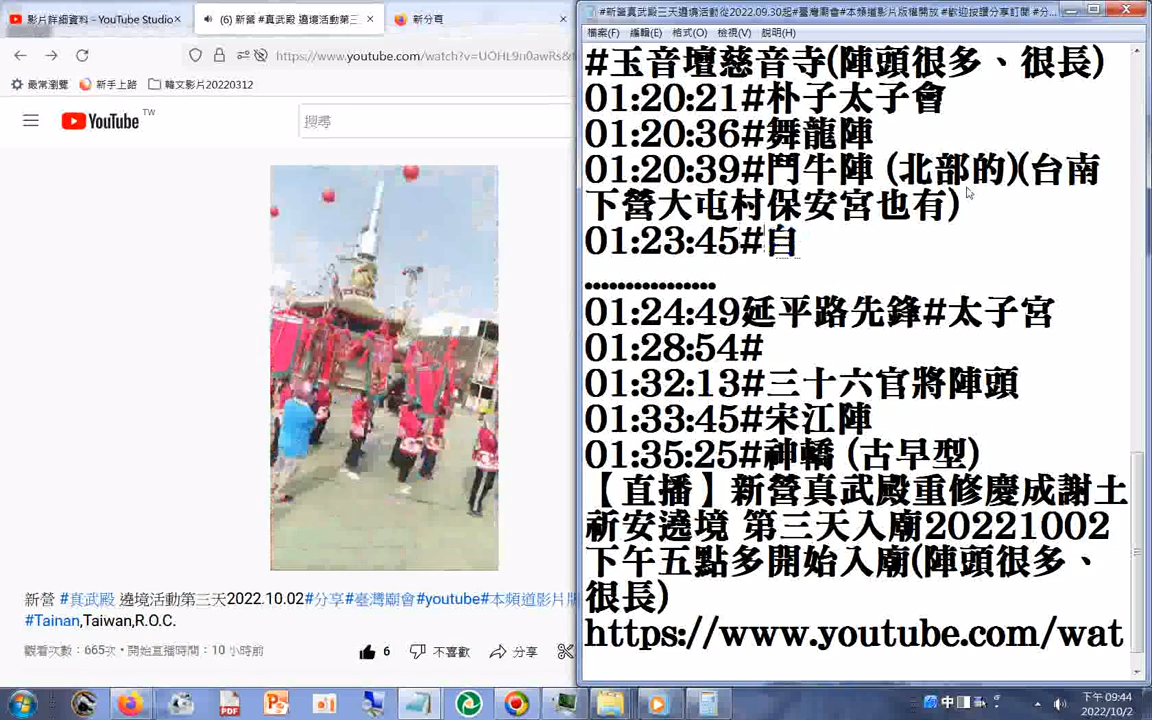 影片詳細資料 - YouTube Studio
(6) 新營 #真武殿 遶境活動第三
新分頁
https://www.youtube.com/watch?v=UOHL9n0awRs&t
最常瀏覽
新手上路
韓文影片20220312
YouTube TW
搜尋
新營 #真武殿 遶境活動第三天2022.10.02#分享#臺灣廟會#youtube#本頻道影片版
#Tainan,Taiwan,R.O.C.
觀看次數：665次 • 開始直播時間：10 小時前
6
不喜歡
分享
#新營真武殿三天遶境活動從2022.09.30起#臺灣廟會#本頻道影片版權開放 #歡迎按讚分享訂閱 #分...
檔案(F) 編輯(E) 格式(O) 檢視(V) 說明(H)
#玉音壇慈音寺(陣頭很多、很長)
01:20:21#朴子太子會
01:20:36#舞龍陣
01:20:39#鬥牛陣 (北部的)(台南
下營大屯村保安宮也有)
01:23:45#自
................
01:24:49延平路先鋒#太子宮
01:28:54#
01:32:13#三十六官將陣頭
01:33:45#宋江陣
01:35:25#神轎 (古早型)
【直播】新營真武殿重修慶成謝土
祈安遶境 第三天入廟20221002
下午五點多開始入廟(陣頭很多、
很長)
https://www.youtube.com/wat
中
下午 09:44
2022/10/2